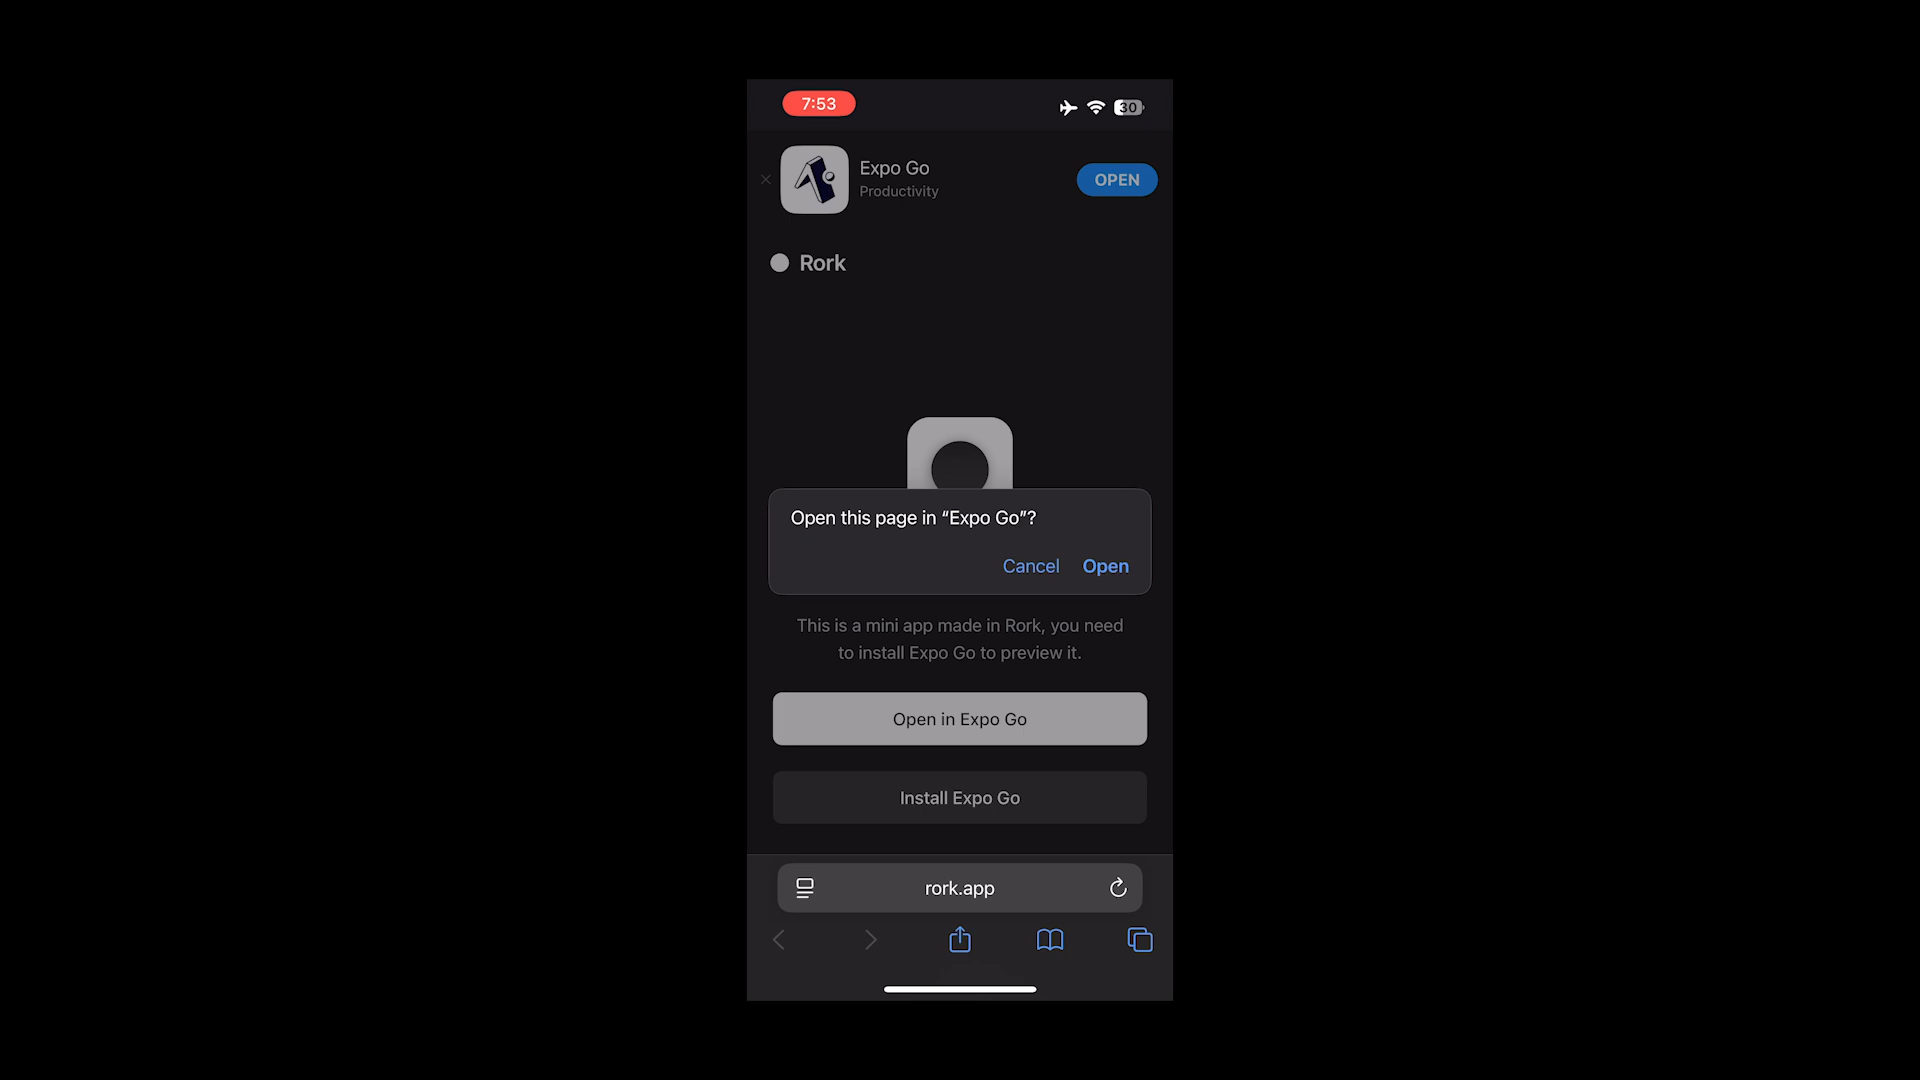 7:53
30
Expo Go
Productivity
OPEN
Rork
Open this page in “Expo Go”?
Cancel
Open
This is a mini app made in Rork, you need
to install Expo Go to preview it.
Open in Expo Go
Install Expo Go
rork.app